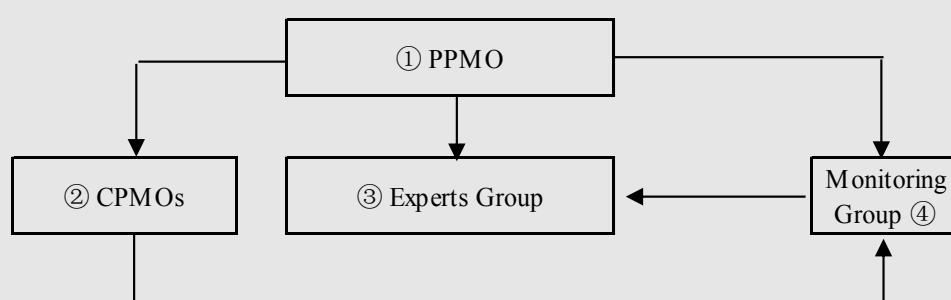 ① PPMO
② CPMOs
③ Experts Group
Monitoring
Group ④